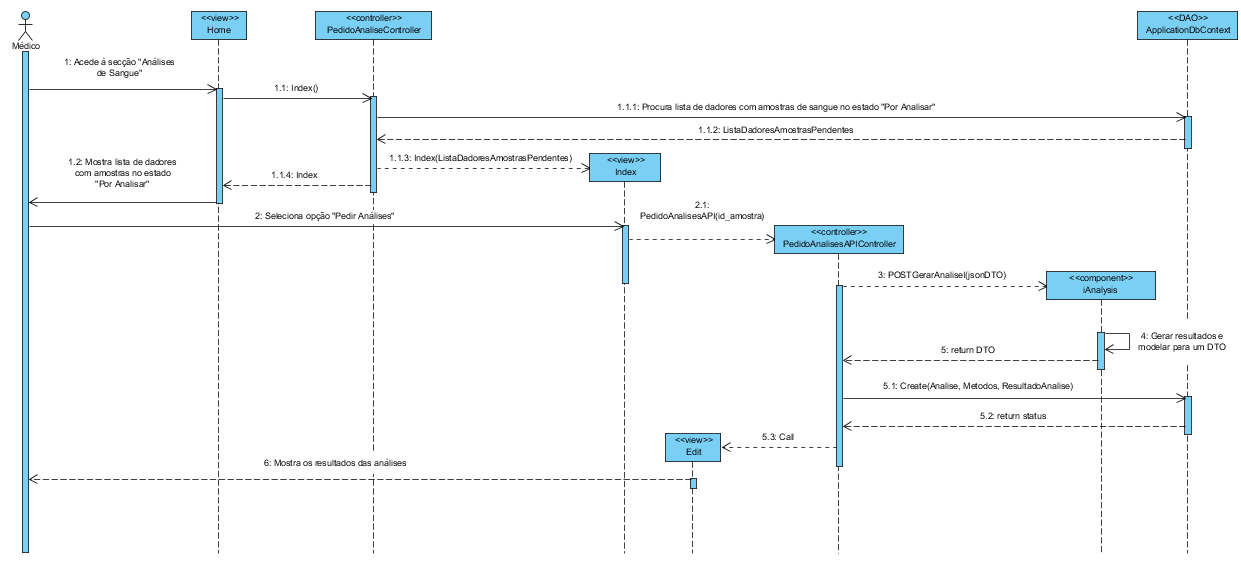 Médico
<<view>>
Home
<<controller>>
PedidoAnaliseController
<<DAO>>
ApplicationDbContext
1: Acede à secção "Análises
de Sangue"
1.1: Index()
1.1.1: Procura lista de dadores com amostras de sangue no estado "Por Analisar"
1.1.2: ListaDadoresAmostrasPendentes
1.1.3: Index(ListaDadoresAmostrasPendentes)
<<view>>
Index
1.2: Mostra lista de dadores
com amostras no estado
"Por Analisar"
1.1.4: Index
2: Seleciona opção "Pedir Análises"
2.1:
PedidoAnalisesAPI(id_amostra)
<<controller>>
PedidoAnalisesAPIController
3: POSTGerarAnaliseI(jsonDTO)
<<component>>
iAnalysis
4: Gerar resultados e
modelar para um DTO
5: return DTO
5.1: Create(Analise, Metodos, ResultadoAnalise)
5.2: return status
5.3: Call
<<view>>
Edit
6: Mostra os resultados das análises